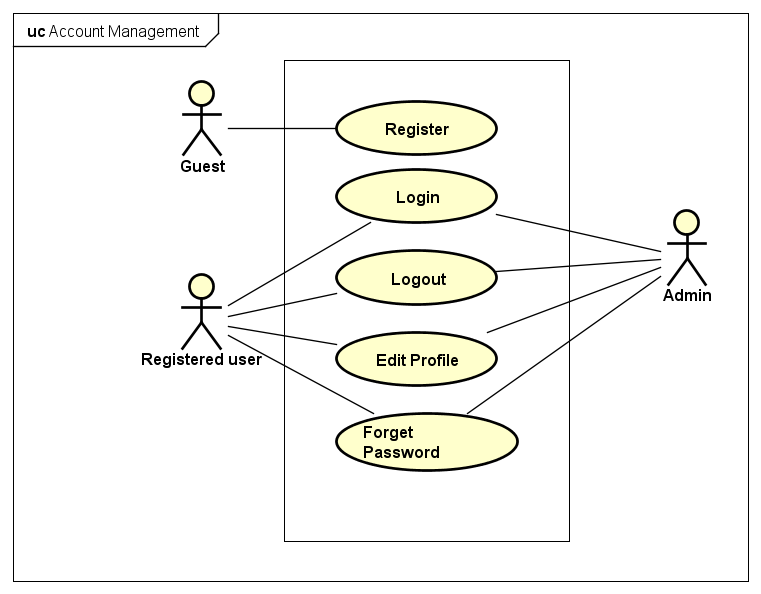 uc Account Management
Register
Guest
Login
Logout
Admin
Registered user
Edit Profile
Forget
Password